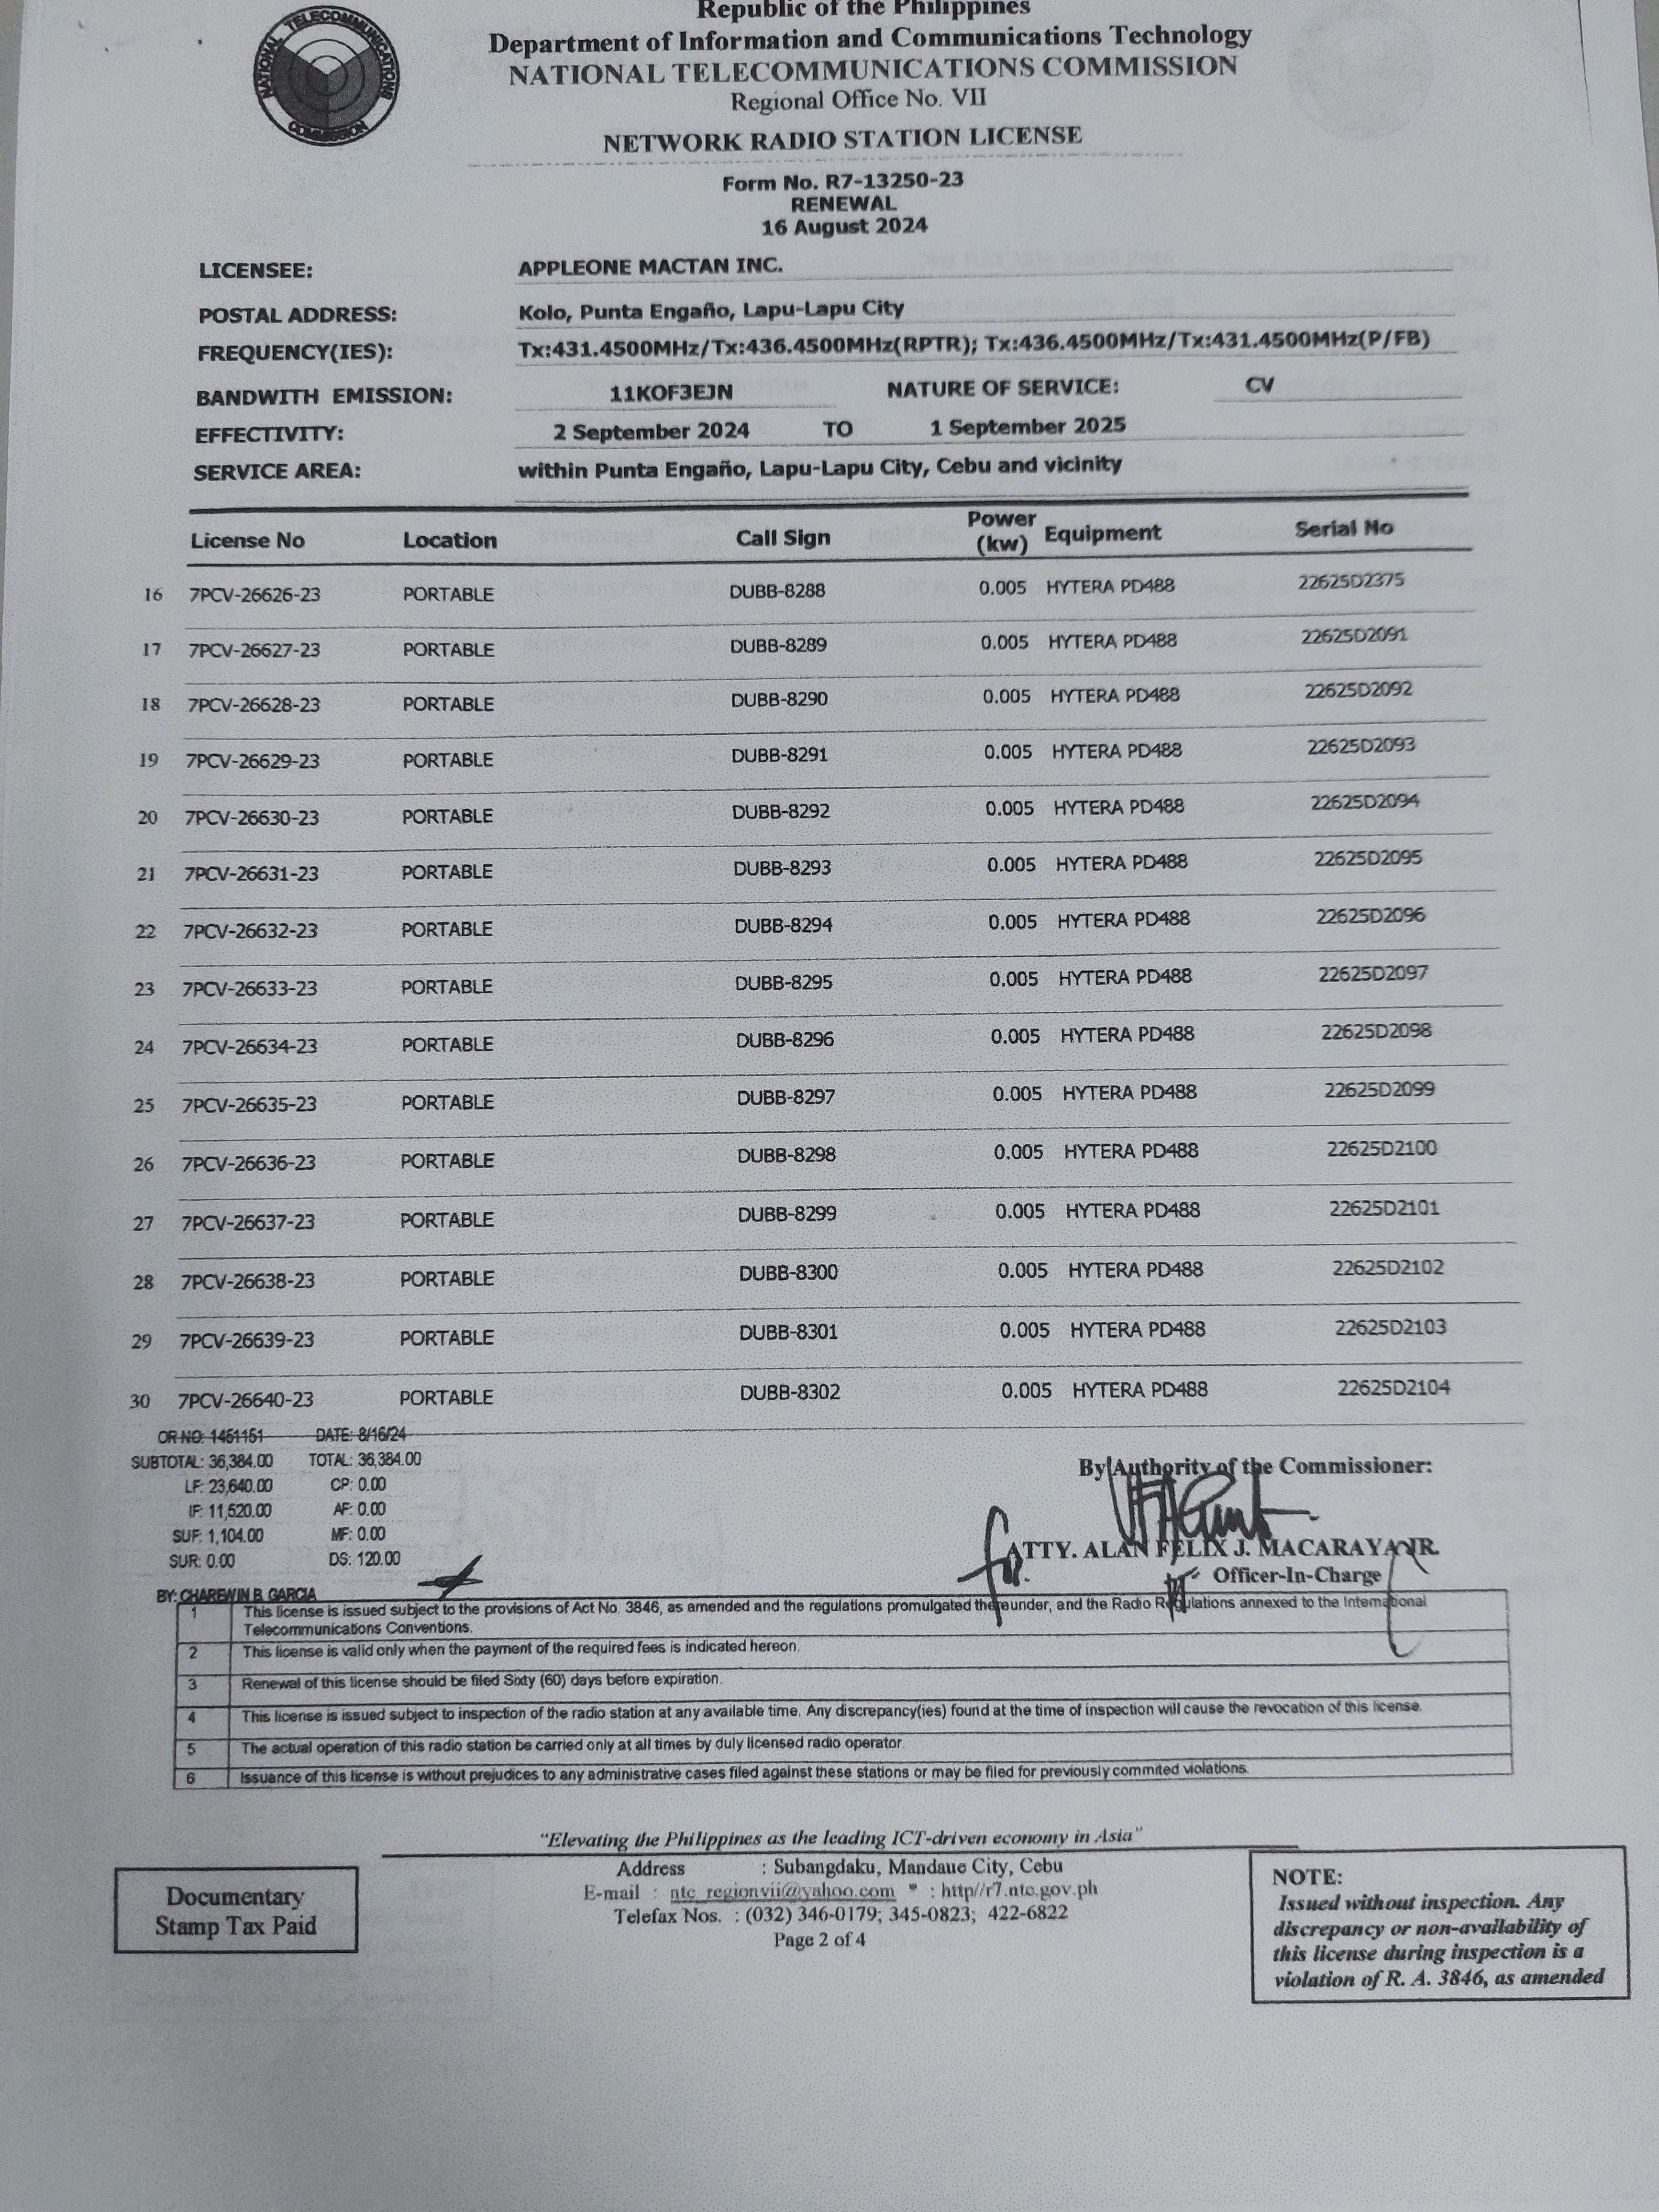 NATIONAL TELECOMMUNICATIONS COMMISSION
Republic of the Philippines
Department of Information and Communications Technology
NATIONAL TELECOMMUNICATIONS COMMISSION
Regional Office No. VII
NETWORK RADIO STATION LICENSE
Form No. R7-13250-23
RENEWAL
16 August 2024
LICENSEE: APPLEONE MACTAN INC.
POSTAL ADDRESS: Kolo, Punta Engaño, Lapu-Lapu City
FREQUENCY(IES): Tx:431.4500MHz/Tx:436.4500MHz(RPTR); Tx:436.4500MHz/Tx:431.4500MHz(P/FB)
BANDWITH EMISSION: 11KOF3EJN NATURE OF SERVICE: CV
EFFECTIVITY: 2 September 2024 TO 1 September 2025
SERVICE AREA: within Punta Engaño, Lapu-Lapu City, Cebu and vicinity
License No Location Call Sign Power (kw) Equipment Serial No
16 7PCV-26626-23 PORTABLE DUBB-8288 0.005 HYTERA PD488 22625D2375
17 7PCV-26627-23 PORTABLE DUBB-8289 0.005 HYTERA PD488 22625D2091
18 7PCV-26628-23 PORTABLE DUBB-8290 0.005 HYTERA PD488 22625D2092
19 7PCV-26629-23 PORTABLE DUBB-8291 0.005 HYTERA PD488 22625D2093
20 7PCV-26630-23 PORTABLE DUBB-8292 0.005 HYTERA PD488 22625D2094
21 7PCV-26631-23 PORTABLE DUBB-8293 0.005 HYTERA PD488 22625D2095
22 7PCV-26632-23 PORTABLE DUBB-8294 0.005 HYTERA PD488 22625D2096
23 7PCV-26633-23 PORTABLE DUBB-8295 0.005 HYTERA PD488 22625D2097
24 7PCV-26634-23 PORTABLE DUBB-8296 0.005 HYTERA PD488 22625D2098
25 7PCV-26635-23 PORTABLE DUBB-8297 0.005 HYTERA PD488 22625D2099
26 7PCV-26636-23 PORTABLE DUBB-8298 0.005 HYTERA PD488 22625D2100
27 7PCV-26637-23 PORTABLE DUBB-8299 0.005 HYTERA PD488 22625D2101
28 7PCV-26638-23 PORTABLE DUBB-8300 0.005 HYTERA PD488 22625D2102
29 7PCV-26639-23 PORTABLE DUBB-8301 0.005 HYTERA PD488 22625D2103
30 7PCV-26640-23 PORTABLE DUBB-8302 0.005 HYTERA PD488 22625D2104
OR NO: 1451151 DATE: 8/16/24
SUBTOTAL: 36,384.00 TOTAL: 36,384.00
LF: 23,640.00 CP: 0.00
IF: 11,520.00 AF: 0.00
SUF: 1,104.00 MF: 0.00
SUR: 0.00 DS: 120.00
BY: CHAREWIN B. GARCIA
By Authority of the Commissioner:
ATTY. ALAN FELIX J. MACARAYA JR.
Officer-In-Charge
1 This license is issued subject to the provisions of Act No. 3846, as amended and the regulations promulgated thereunder, and the Radio Regulations annexed to the International
Telecommunications Conventions.
2 This license is valid only when the payment of the required fees is indicated hereon.
3 Renewal of this license should be filed Sixty (60) days before expiration.
4 This license is issued subject to inspection of the radio station at any available time. Any discrepancy(ies) found at the time of inspection will cause the revocation of this license.
5 The actual operation of this radio station be carried only at all times by duly licensed radio operator.
6 Issuance of this license is without prejudices to any administrative cases filed against these stations or may be filed for previously commited violations.
"Elevating the Philippines as the leading ICT-driven economy in Asia"
Address : Subangdaku, Mandaue City, Cebu
E-mail : ntc_regionvii@yahoo.com * : http//r7.ntc.gov.ph
Telefax Nos. : (032) 346-0179; 345-0823; 422-6822
Page 2 of 4
Documentary
Stamp Tax Paid
NOTE:
Issued without inspection. Any
discrepancy or non-availability of
this license during inspection is a
violation of R. A. 3846, as amended